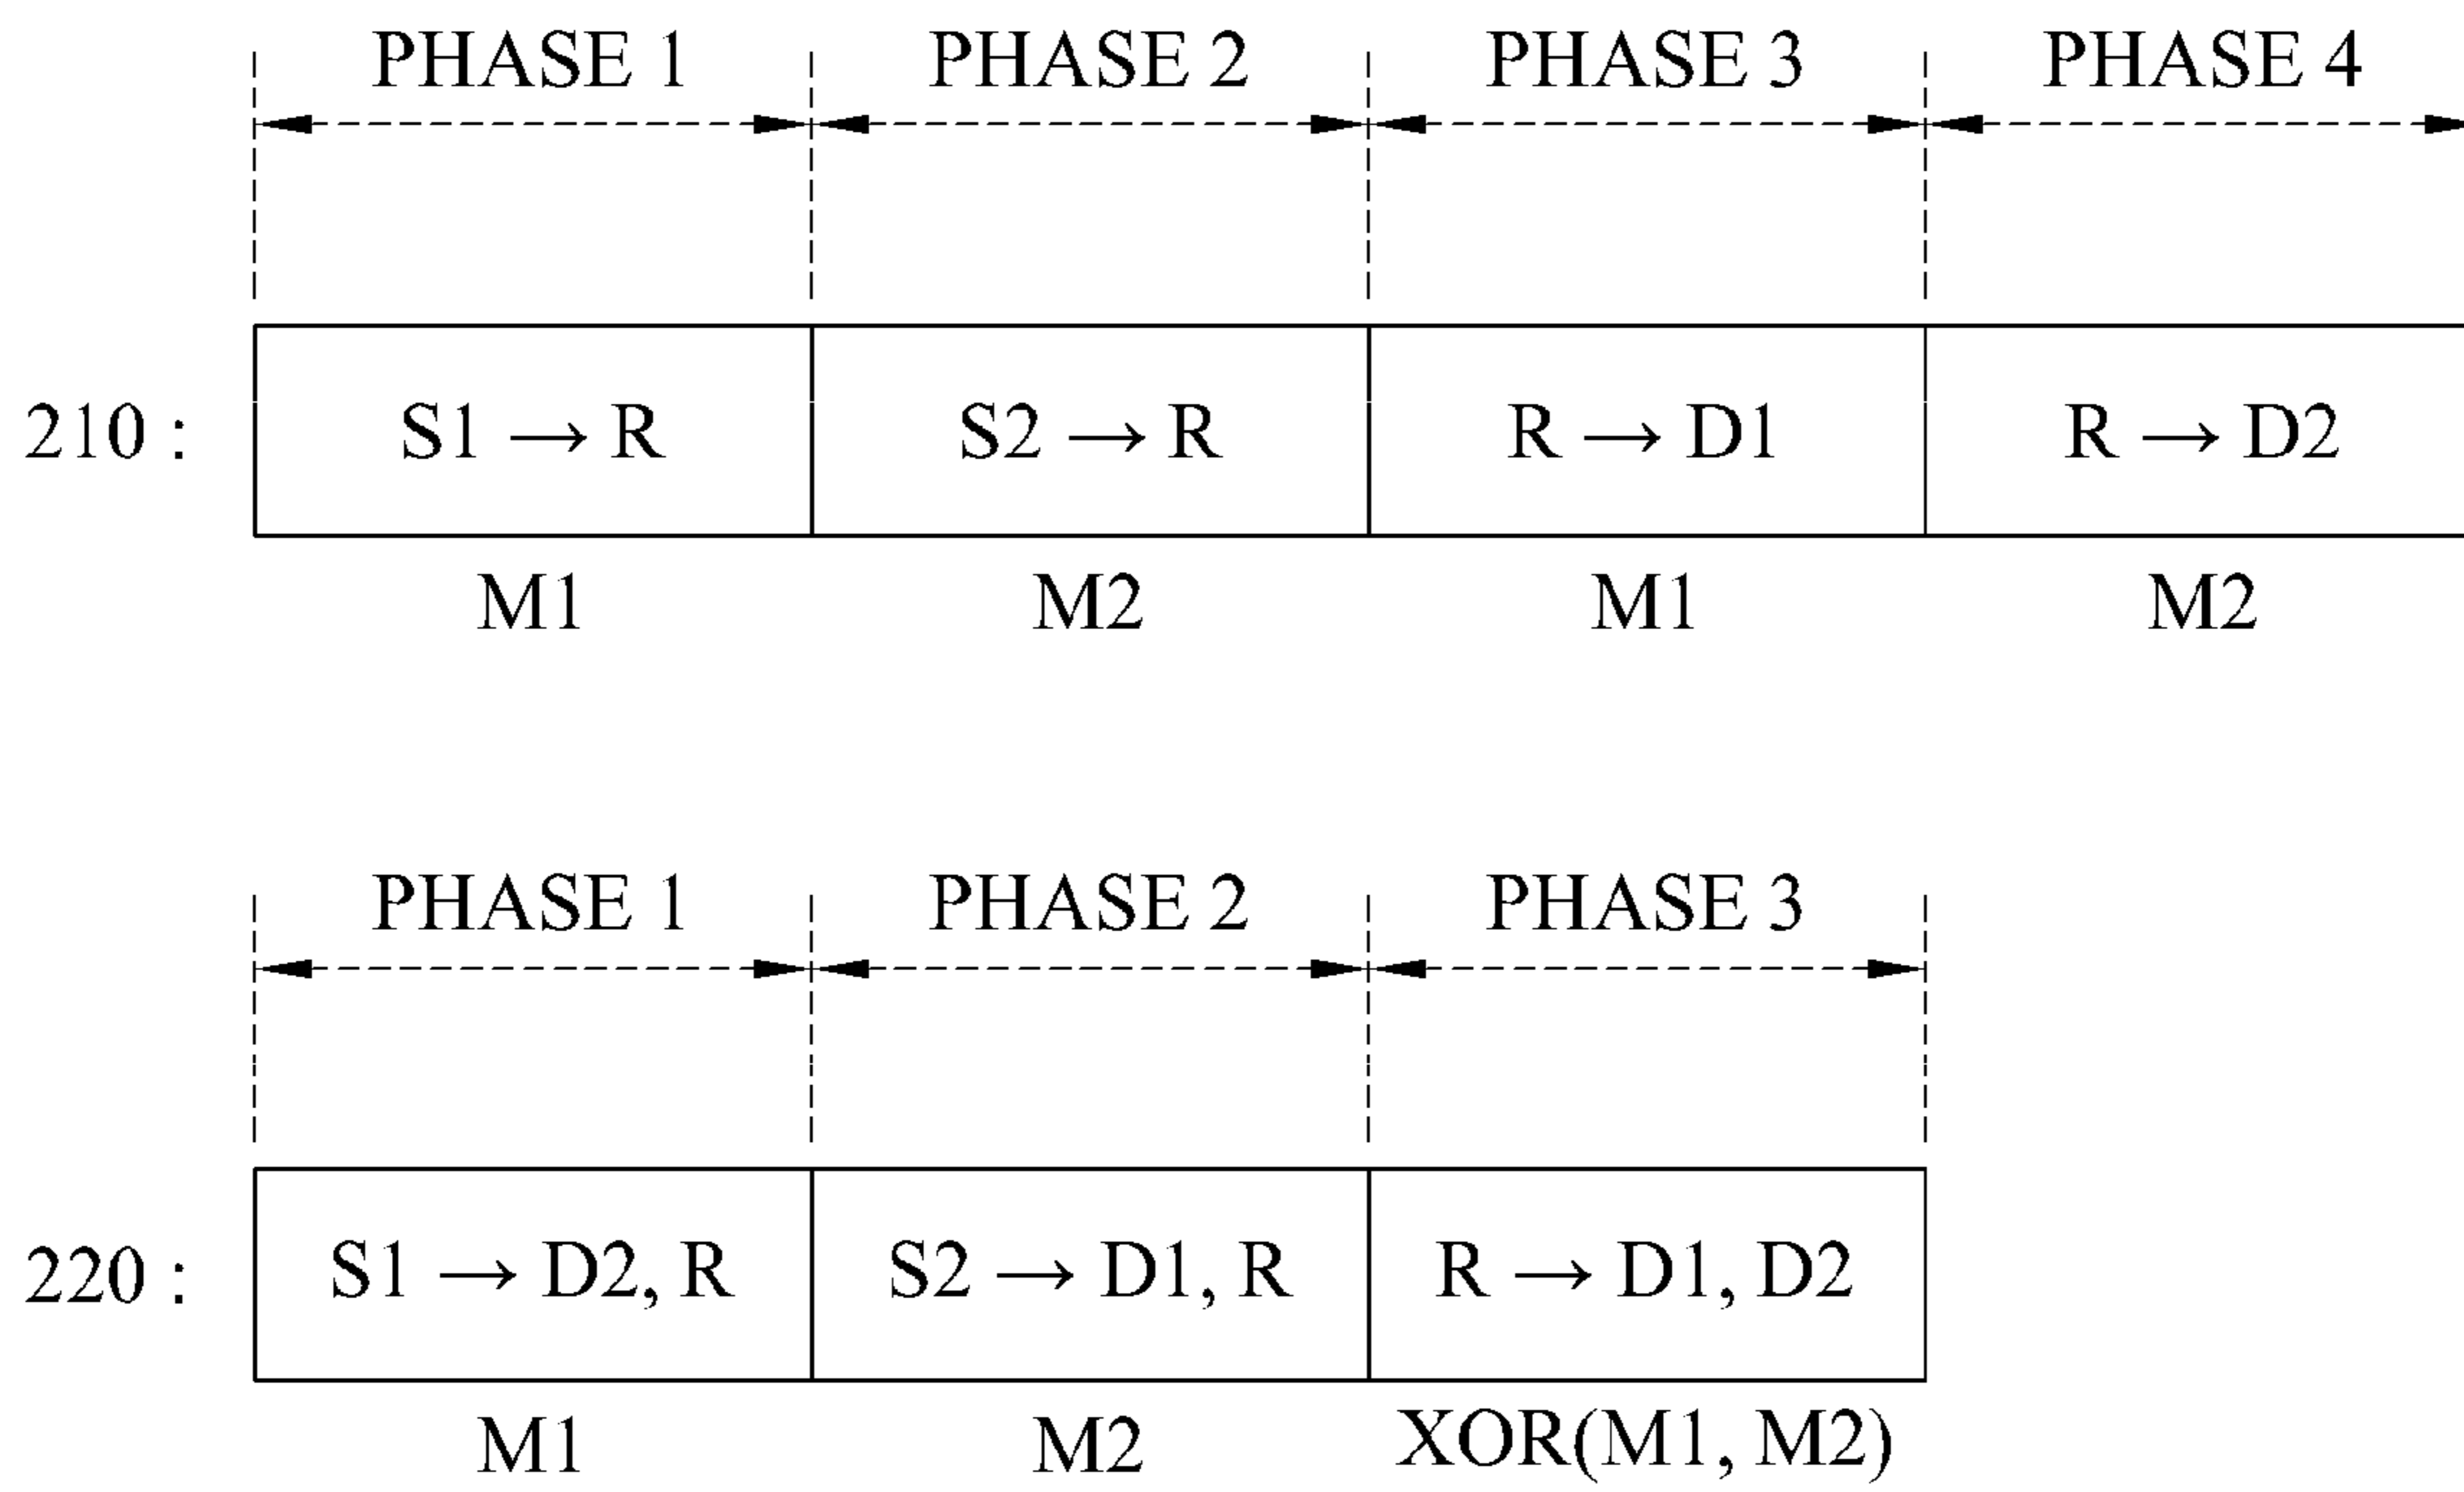 PHASE 1 PHASE 2 PHASE 3 PHASE 4
210 : S1 → R S2 → R R → D1 R → D2
M1 M2 M1 M2
PHASE 1 PHASE 2 PHASE 3
220 : S1 → D2, R S2 → D1, R R → D1, D2
M1 M2 XOR(M1, M2)